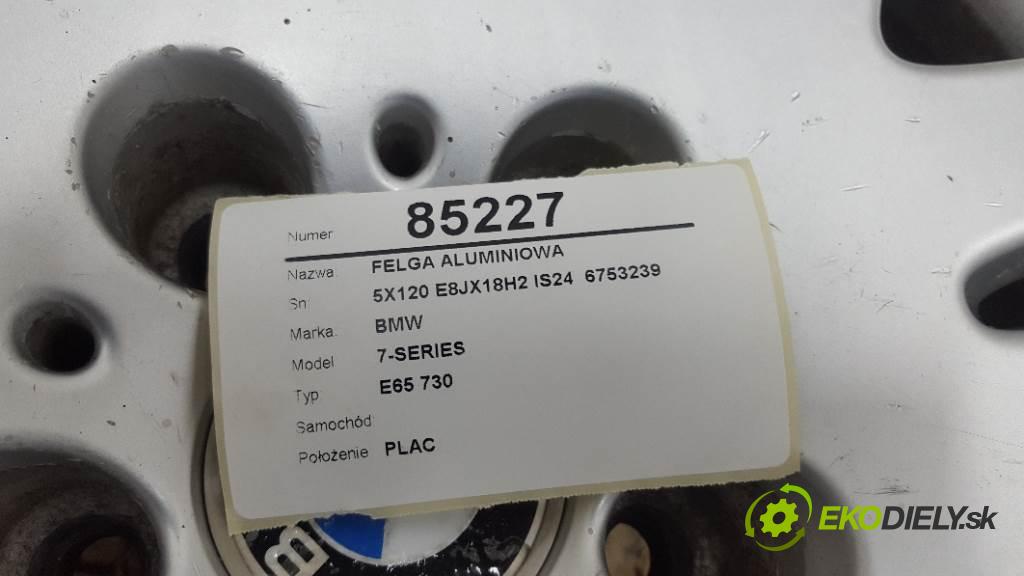 Numer 85227
Nazwa: FELGA ALUMINIOWA
Sn: 5X120 E8JX18H2 IS24 6753239
Marka: BMW
Model 7-SERIES
Typ E65 730
Samochód:
Położenie PLAC
B
EKODIELY.sk